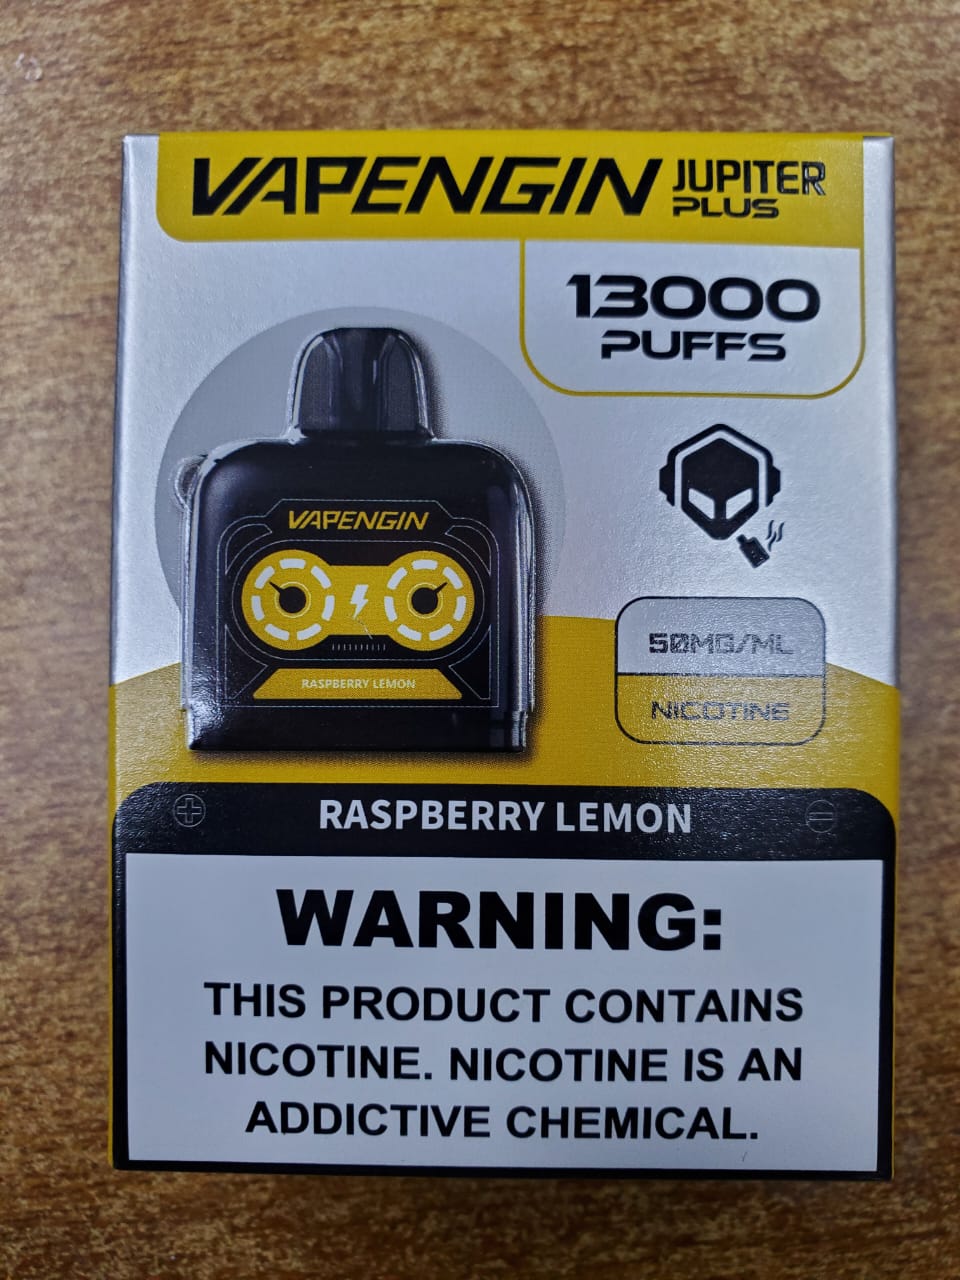 VAPENGIN JUPITER
PLUS
13000
PUFFS
VAPENGIN
RASPBERRY LEMON
50MG/ML
NICOTINE
RASPBERRY LEMON
WARNING:
THIS PRODUCT CONTAINS
NICOTINE. NICOTINE IS AN
ADDICTIVE CHEMICAL.